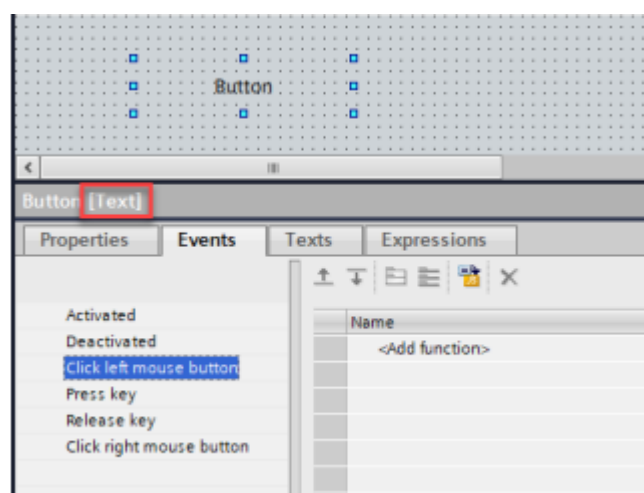 Button
Button [Text]
Properties Events Texts Expressions
Name
<Add function>
Activated
Deactivated
Click left mouse button
Press key
Release key
Click right mouse button